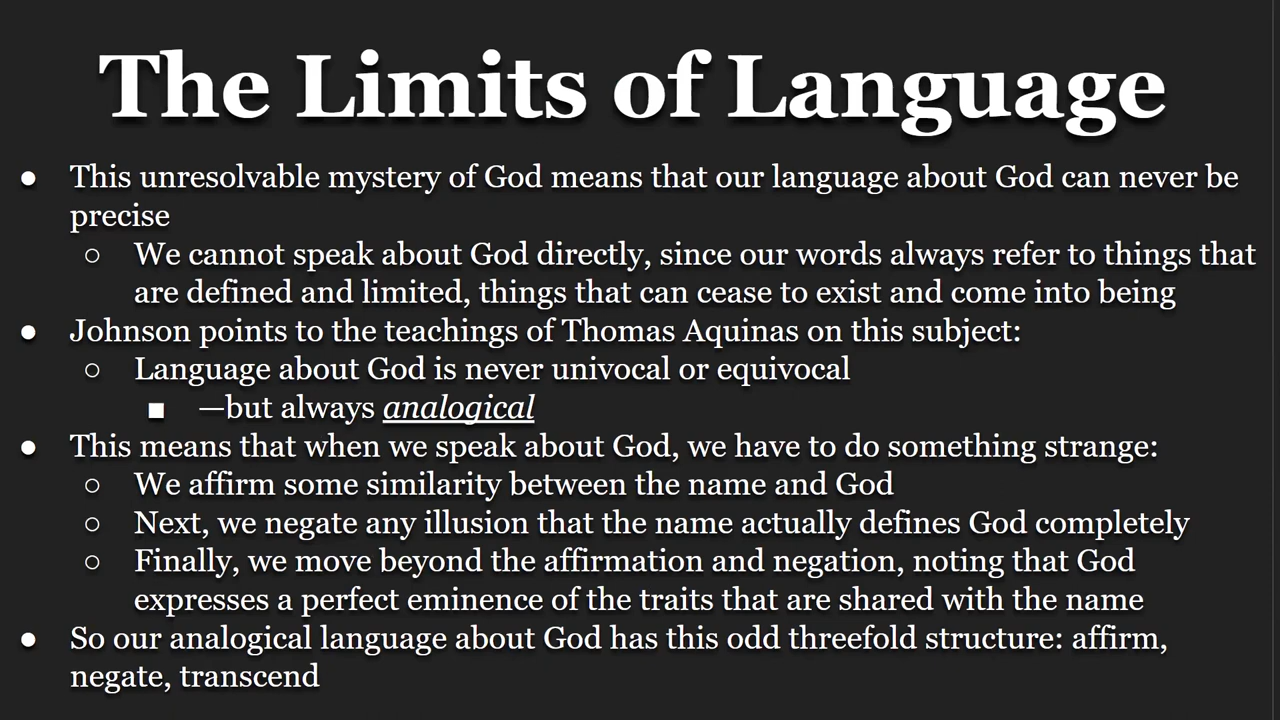 The Limits of Language
● This unresolvable mystery of God means that our language about God can never be
precise
○ We cannot speak about God directly, since our words always refer to things that
are defined and limited, things that can cease to exist and come into being
● Johnson points to the teachings of Thomas Aquinas on this subject:
○ Language about God is never univocal or equivocal
■ —but always analogical
● This means that when we speak about God, we have to do something strange:
○ We affirm some similarity between the name and God
○ Next, we negate any illusion that the name actually defines God completely
○ Finally, we move beyond the affirmation and negation, noting that God
expresses a perfect eminence of the traits that are shared with the name
● So our analogical language about God has this odd threefold structure: affirm,
negate, transcend